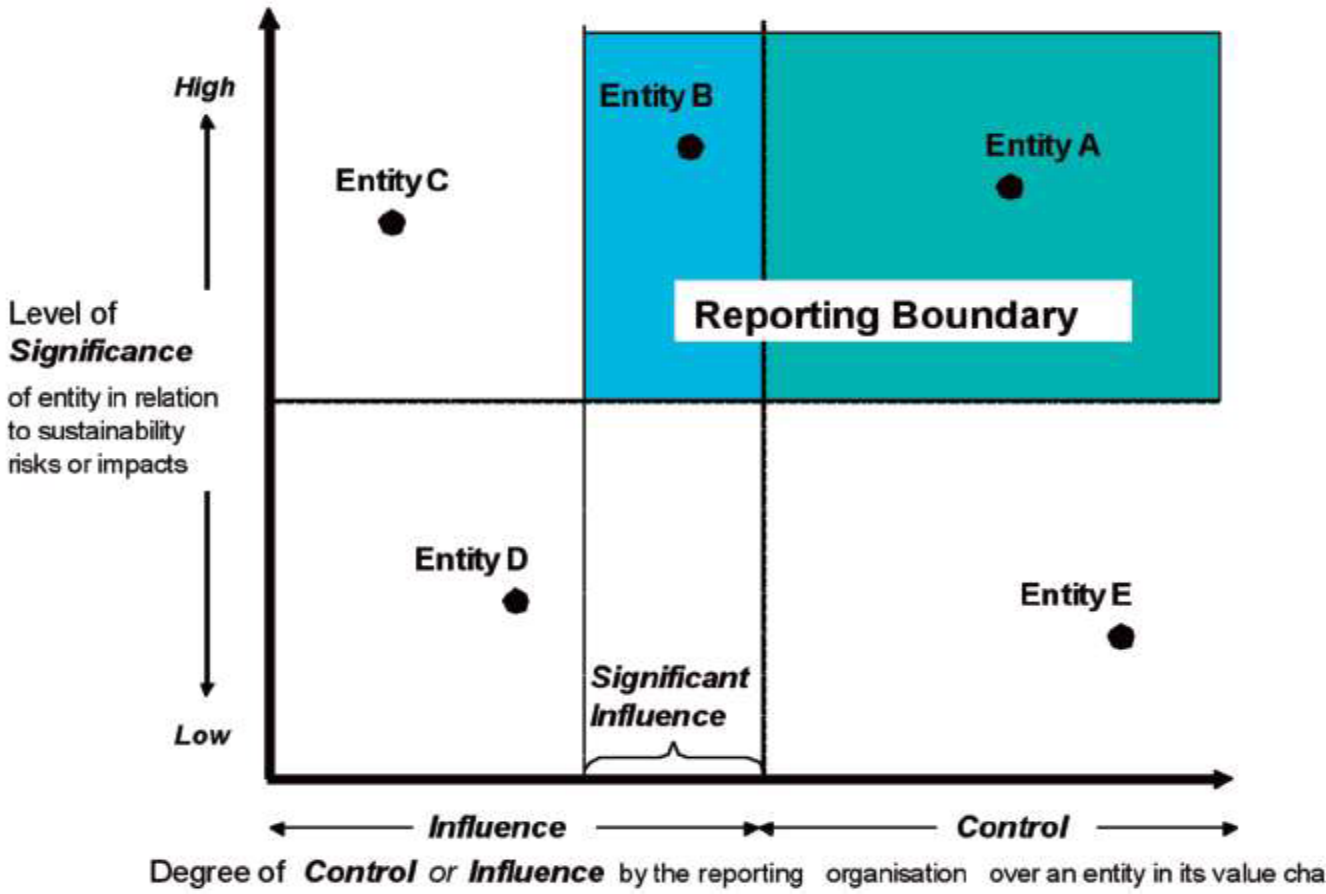 High
Entity B
Entity A
Entity C
Reporting Boundary
Level of
Significance
of entity in relation
to sustainability
risks or impacts
Entity D
Entity E
Significant
Influence
Low
Influence
Control
Degree of Control or Influence by the reporting organisation over an entity in its value cha